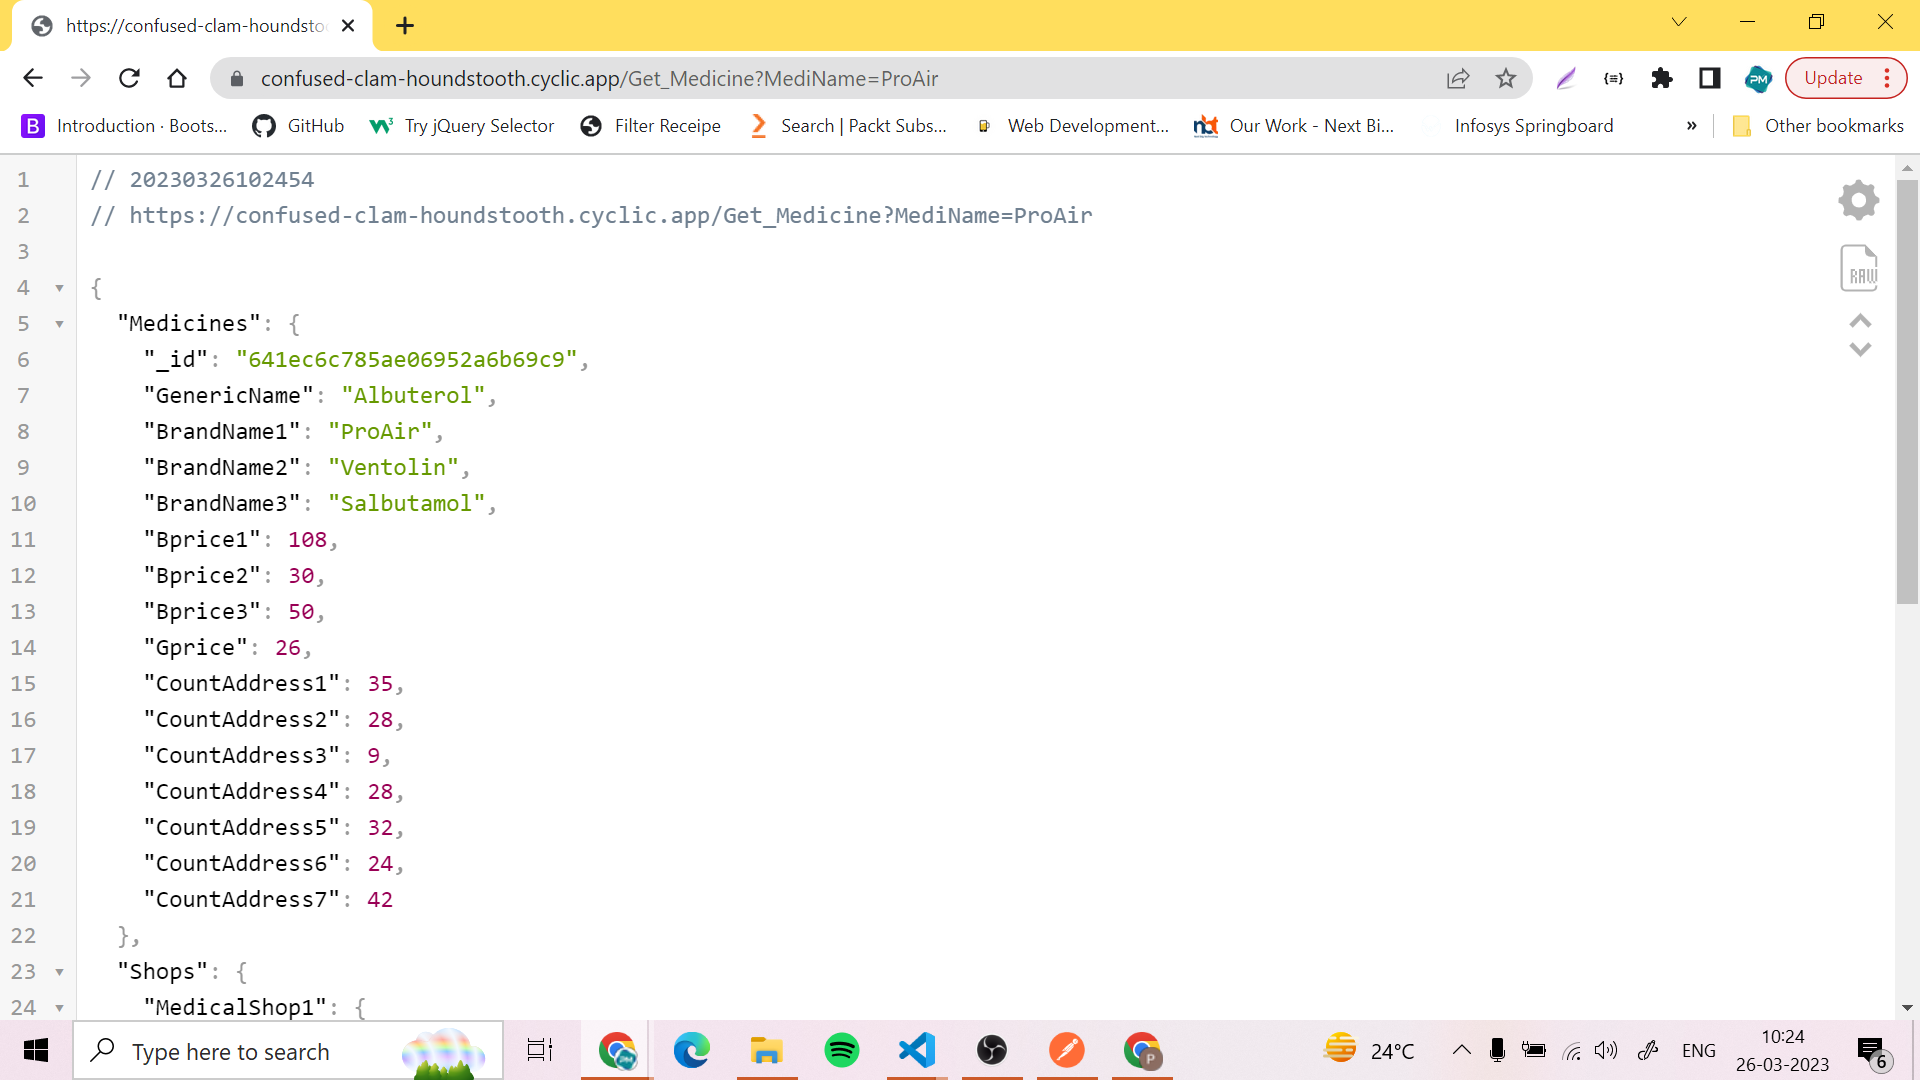 https://confused-clam-houndstoo
confused-clam-houndstooth.cyclic.app/Get_Medicine?MediName=ProAir
PM
Update
B Introduction · Boots...
GitHub
Try jQuery Selector
Filter Receipe
Search | Packt Subs...
Web Development...
Our Work - Next Bi...
Infosys Springboard
»
Other bookmarks
1 // 20230326102454
2 // https://confused-clam-houndstooth.cyclic.app/Get_Medicine?MediName=ProAir
3
4 {
5 "Medicines": {
6 "_id": "641ec6c785ae06952a6b69c9",
7 "GenericName": "Albuterol",
8 "BrandName1": "ProAir",
9 "BrandName2": "Ventolin",
10 "BrandName3": "Salbutamol",
11 "Bprice1": 108,
12 "Bprice2": 30,
13 "Bprice3": 50,
14 "Gprice": 26,
15 "CountAddress1": 35,
16 "CountAddress2": 28,
17 "CountAddress3": 9,
18 "CountAddress4": 28,
19 "CountAddress5": 32,
20 "CountAddress6": 24,
21 "CountAddress7": 42
22 },
23 "Shops": {
24 "MedicalShop1": {
RAW
Type here to search
PM
P
24°C
ENG
10:24
26-03-2023
6